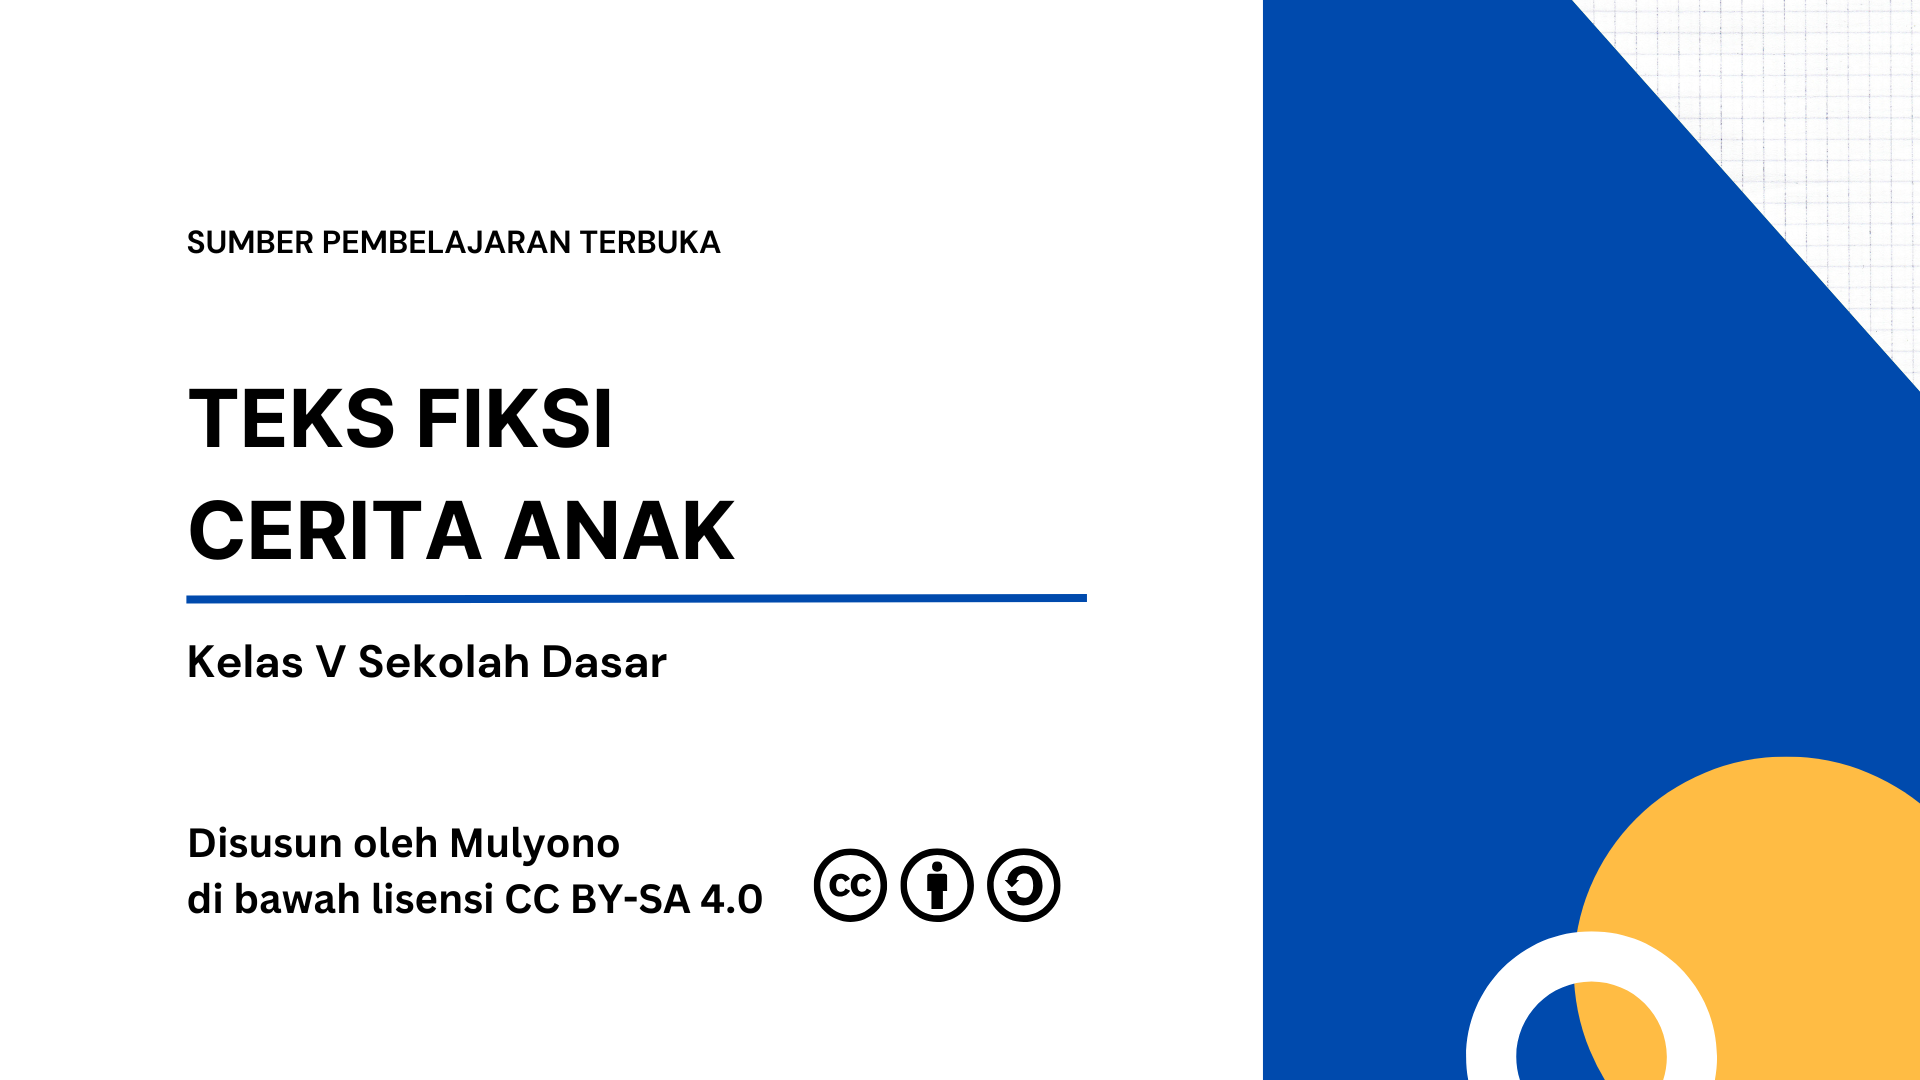 SUMBER PEMBELAJARAN TERBUKA
TEKS FIKSI
CERITA ANAK
Kelas V Sekolah Dasar
Disusun oleh Mulyono
di bawah lisensi CC BY-SA 4.0
cc